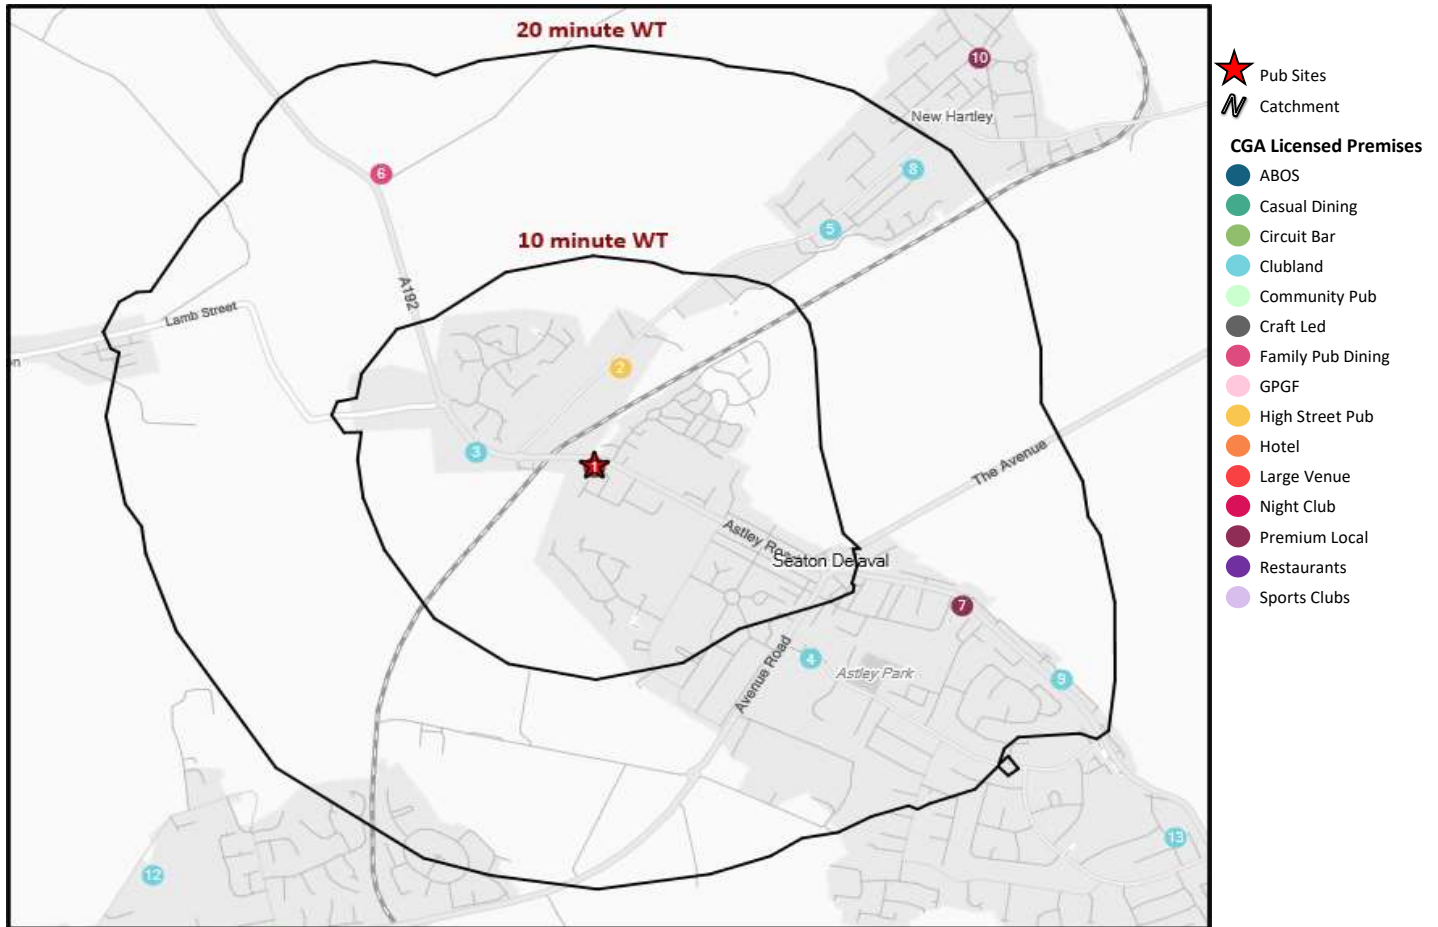 20 minute WT
10
New Hartley
8
6
5
10 minute WT
A192
Lamb Street
on
2
3
1
The Avenue
Astley Road
Seaton Delaval
7
Avenue Road
4
Astley Park
9
13
12
Pub Sites
Catchment
CGA Licensed Premises
ABOS
Casual Dining
Circuit Bar
Clubland
Community Pub
Craft Led
Family Pub Dining
GPGF
High Street Pub
Hotel
Large Venue
Night Club
Premium Local
Restaurants
Sports Clubs